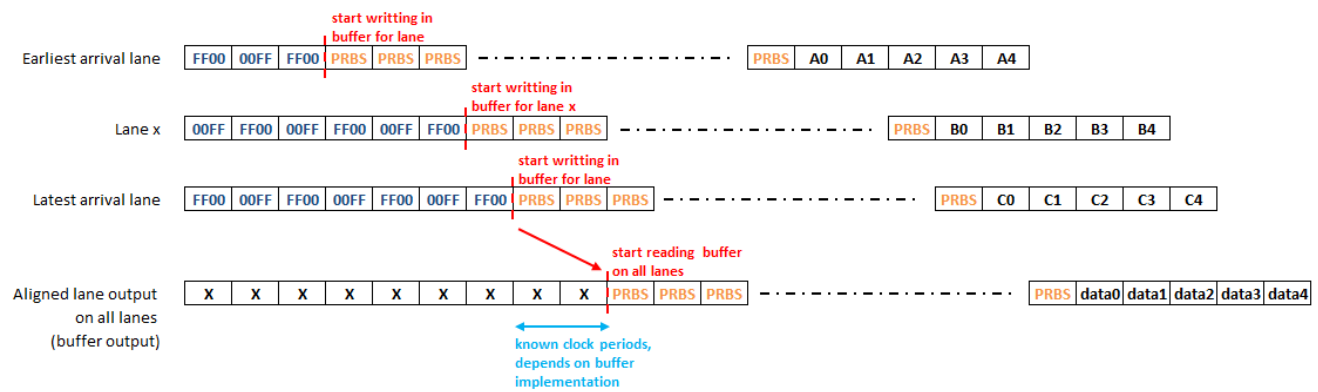 start writting in
buffer for lane
Earliest arrival lane FF00 00FF FF00 PRBS PRBS PRBS PRBS A0 A1 A2 A3 A4
start writting in
buffer for lane x
Lane x 00FF FF00 00FF FF00 00FF FF00 PRBS PRBS PRBS PRBS B0 B1 B2 B3 B4
start writting in
buffer for lane
Latest arrival lane FF00 00FF FF00 00FF FF00 00FF FF00 PRBS PRBS PRBS PRBS C0 C1 C2 C3 C4
start reading buffer
on all lanes
Aligned lane output X X X X X X X X X PRBS PRBS PRBS PRBS data0 data1 data2 data3 data4
on all lanes
(buffer output)
known clock periods,
depends on buffer
implementation